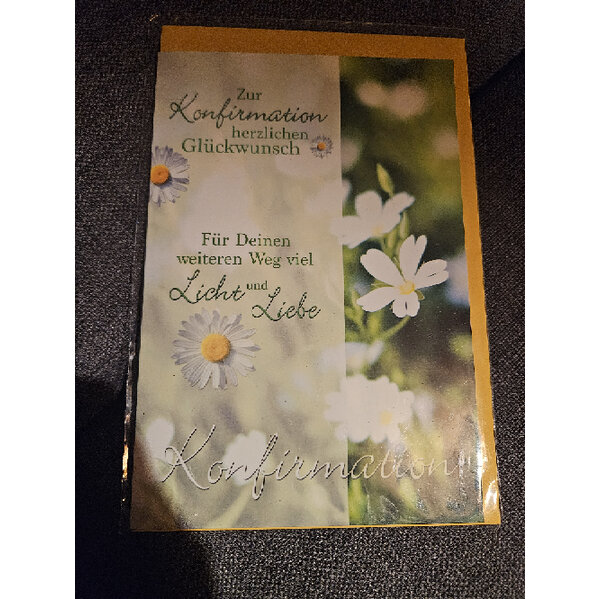 Zur
Konfirmation
herzlichen
Glückwunsch
Für Deinen
weiteren Weg viel
Licht und Liebe
Konfirmation